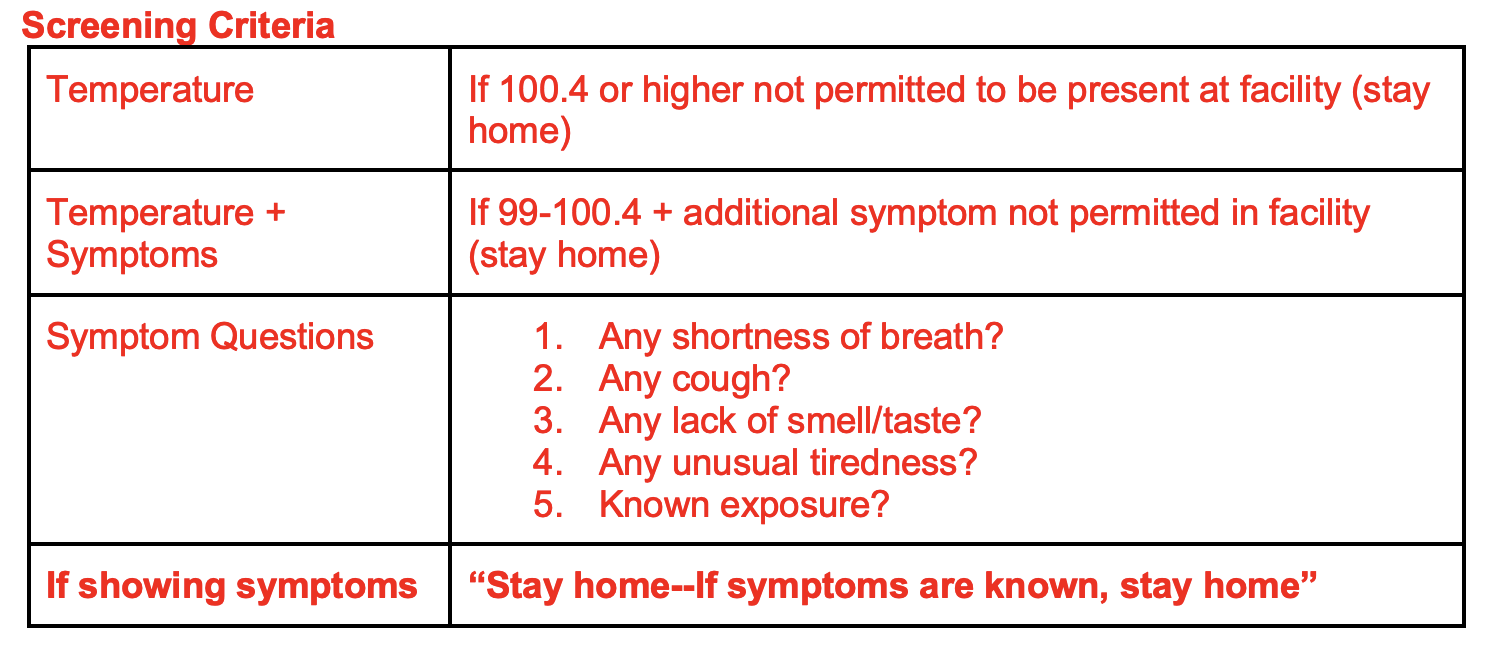 Screening Criteria
Temperature
If 100.4 or higher not permitted to be present at facility (stay
home)
Temperature +
Symptoms
If 99-100.4 + additional symptom not permitted in facility
(stay home)
Symptom Questions
1. Any shortness of breath?
2. Any cough?
3. Any lack of smell/taste?
4. Any unusual tiredness?
5. Known exposure?
If showing symptoms
“Stay home--If symptoms are known, stay home”